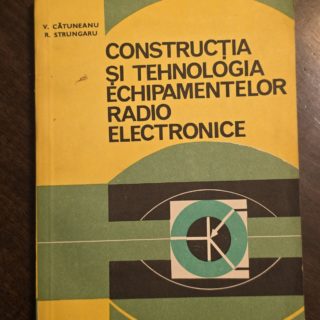 V. CĂTUNEANU
R. STRUNGARU
CONSTRUCȚIA
ȘI TEHNOLOGIA
ECHIPAMENTELOR
RADIO
ELECTRONICE